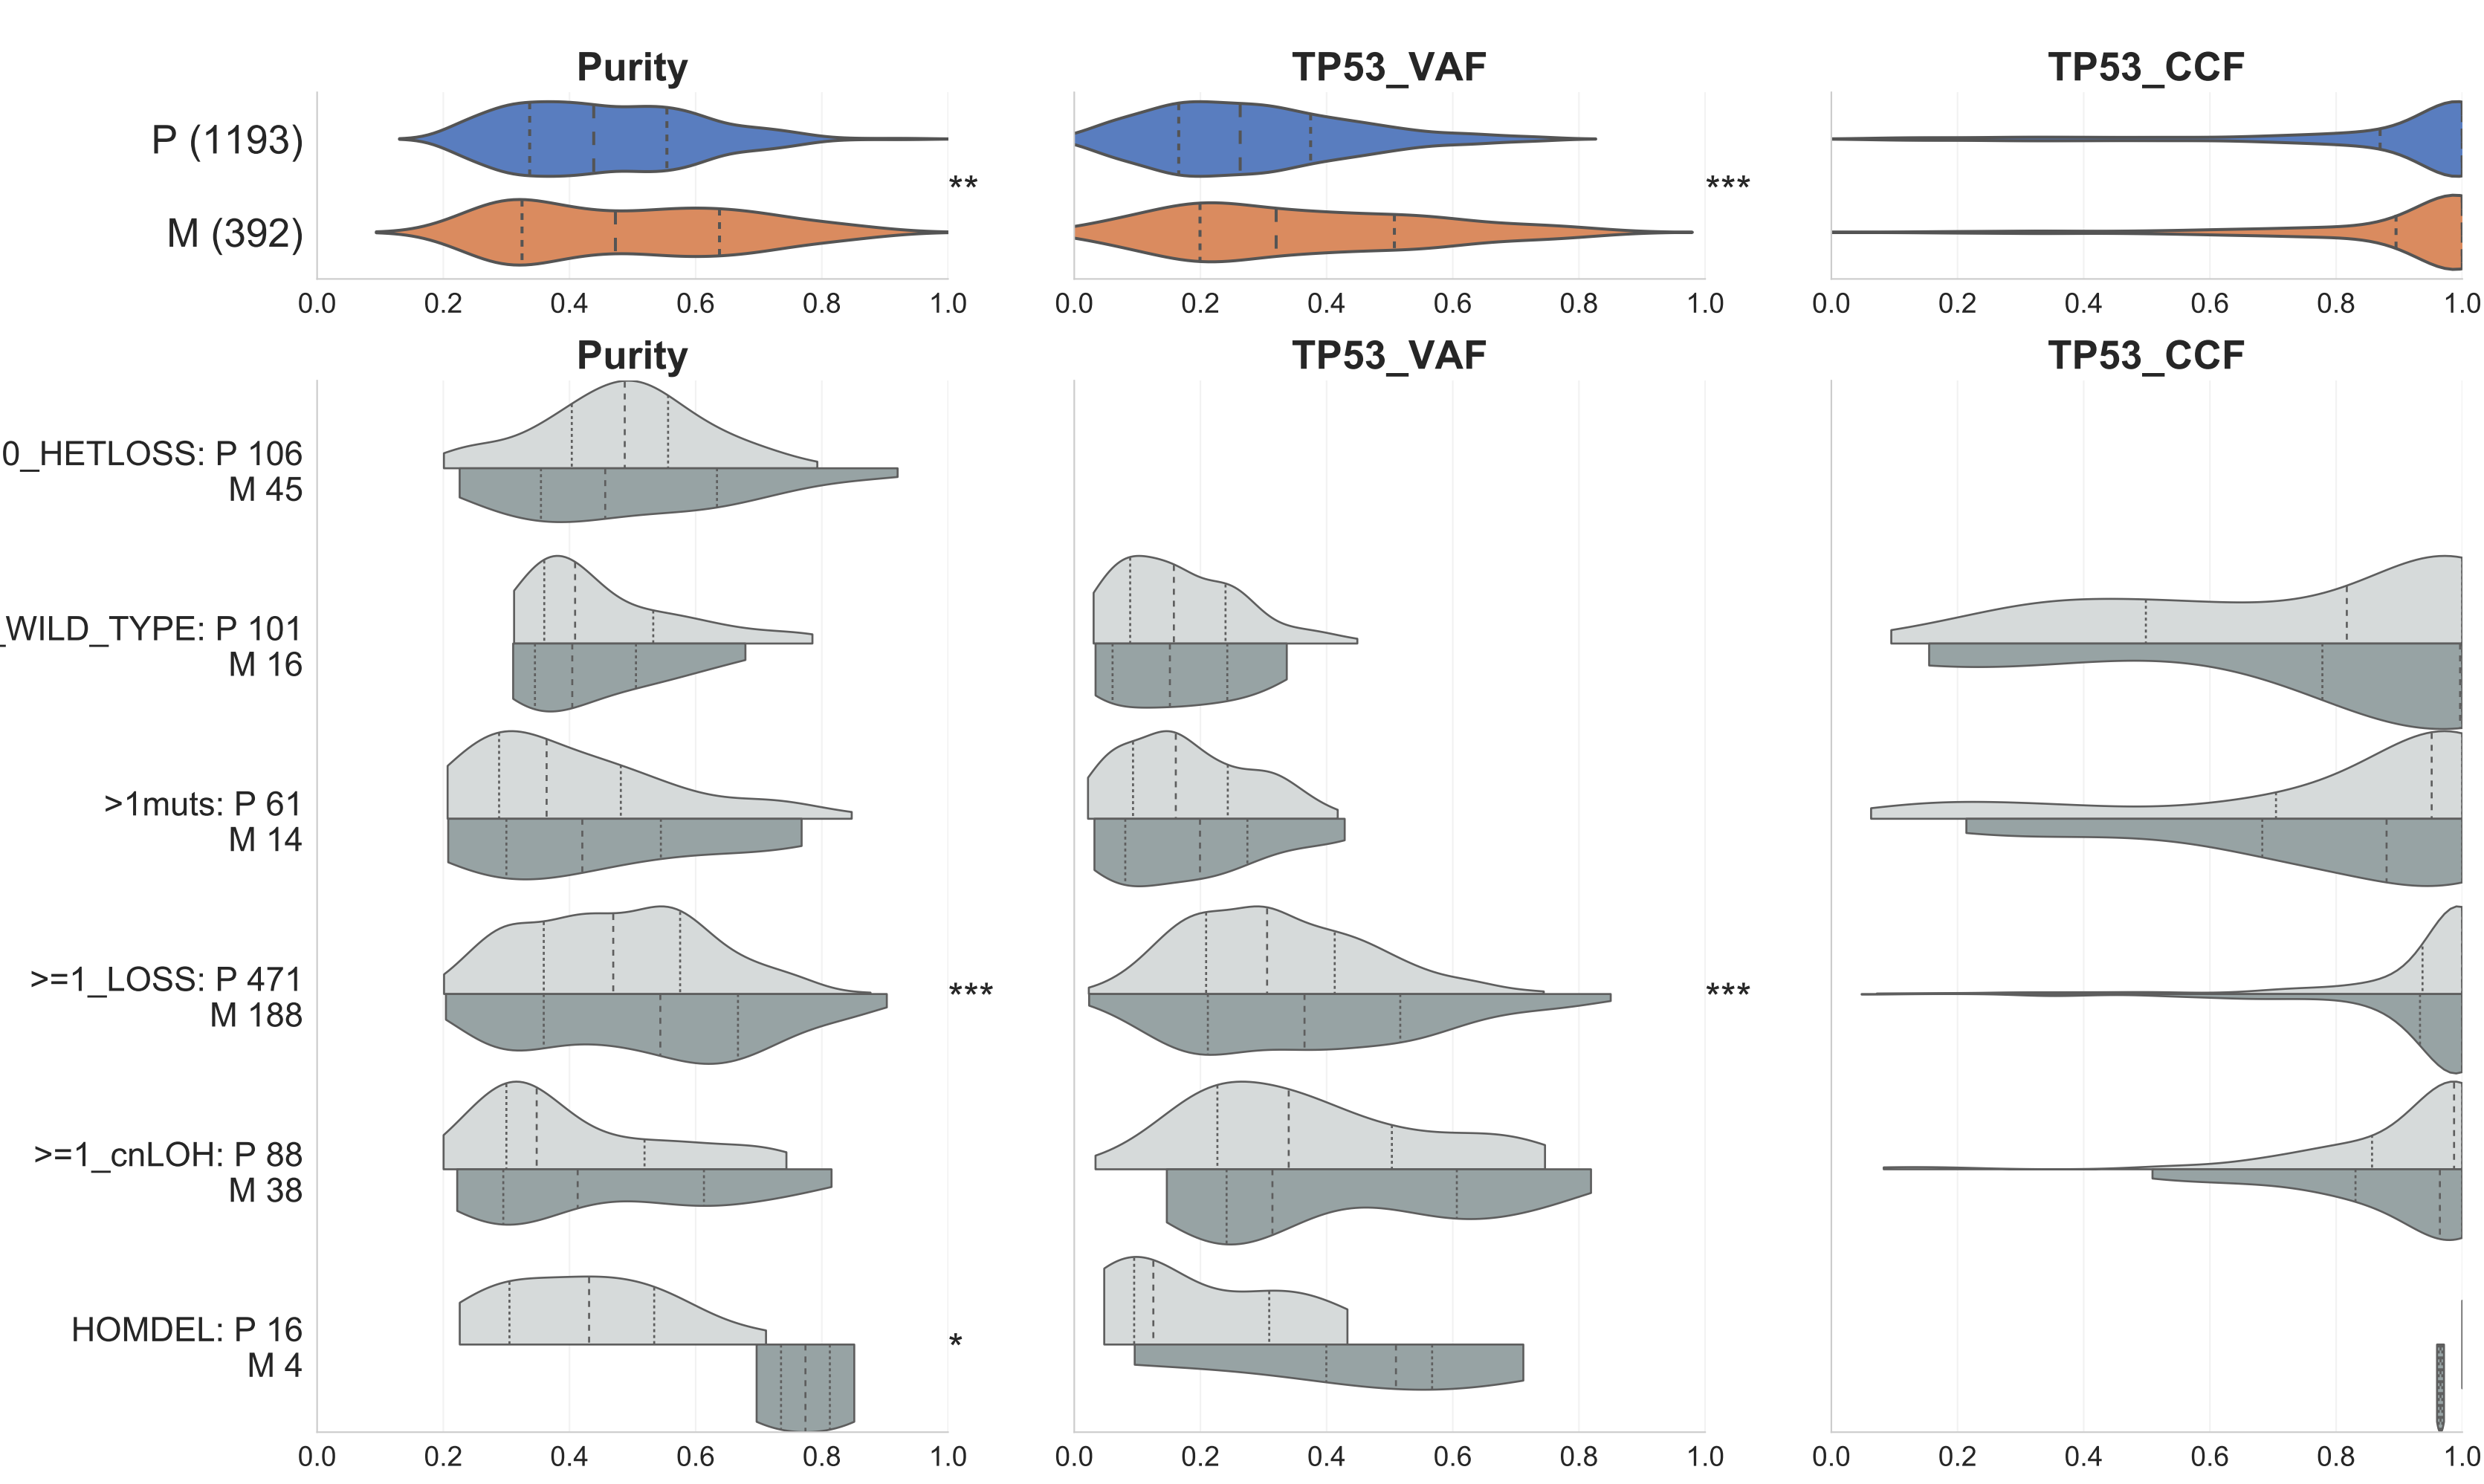 Purity TP53_VAF TP53_CCF
P (1193)
**
***
M (392)
0.0 0.2 0.4 0.6 0.8 1.0 0.0 0.2 0.4 0.6 0.8 1.0 0.0 0.2 0.4 0.6 0.8 1.0
Purity TP53_VAF TP53_CCF
0_HETLOSS: P 106
M 45
_WILD_TYPE: P 101
M 16
>1muts: P 61
M 14
>=1_LOSS: P 471
*** ***
M 188
>=1_cnLOH: P 88
M 38
HOMDEL: P 16
*
M 4
0.0 0.2 0.4 0.6 0.8 1.0 0.0 0.2 0.4 0.6 0.8 1.0 0.0 0.2 0.4 0.6 0.8 1.0